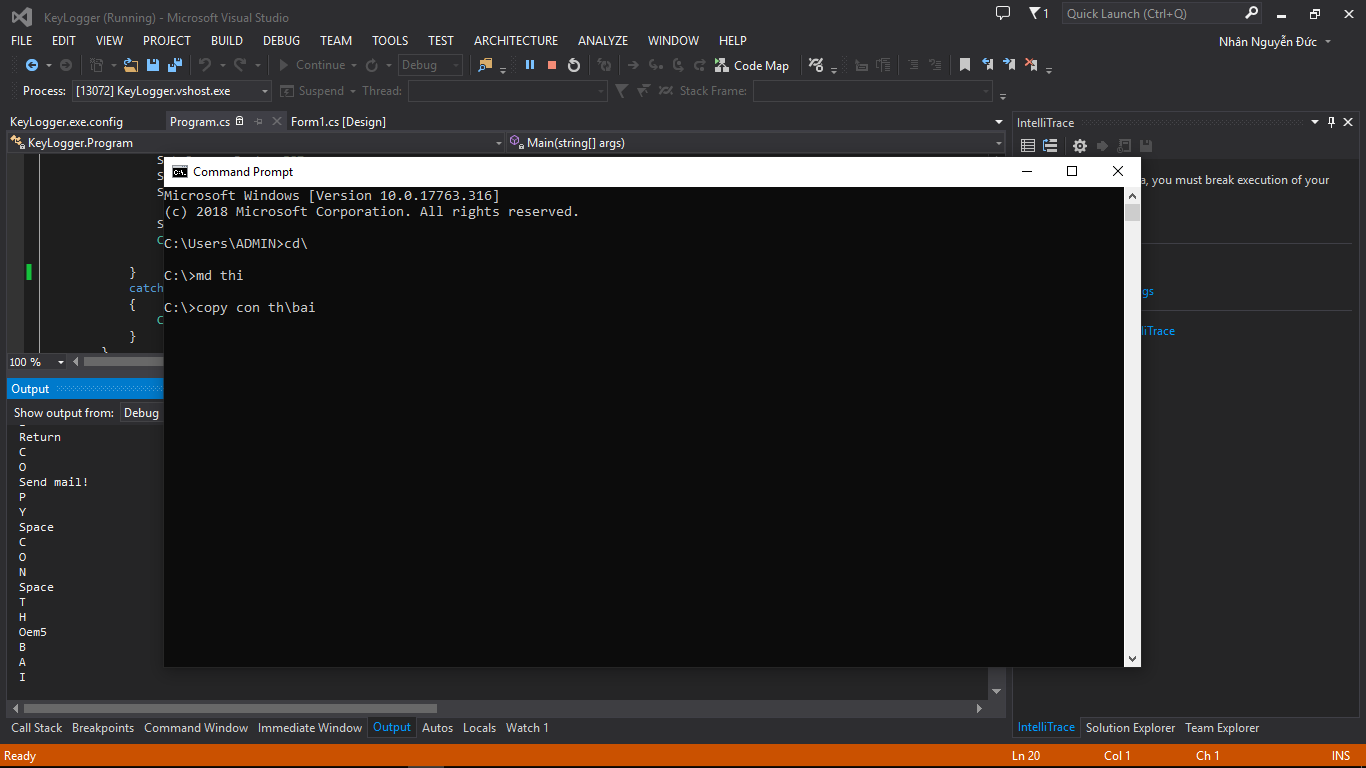 KeyLogger (Running) - Microsoft Visual Studio
1
Quick Launch (Ctrl+Q)
FILE EDIT VIEW PROJECT BUILD DEBUG TEAM TOOLS TEST ARCHITECTURE ANALYZE WINDOW HELP
Nhân Nguyễn Đức
Continue Debug Code Map
Process: [13072] KeyLogger.vshost.exe Suspend Thread: Stack Frame:
KeyLogger.exe.config Program.cs Form1.cs [Design]
IntelliTrace
KeyLogger.Program Main(string[] args)
Command Prompt
Microsoft Windows [Version 10.0.17763.316]
(c) 2018 Microsoft Corporation. All rights reserved.
C:\Users\ADMIN>cd\
C:\>md thi
C:\>copy con th\bai
S
S
S
C
}
catch
{
C
}
}
a, you must break execution of your
gs
liTrace
100 %
Output
Show output from: Debug
Return
C
O
Send mail!
P
Y
Space
C
O
N
Space
T
H
Oem5
B
A
I
Call Stack Breakpoints Command Window Immediate Window Output Autos Locals Watch 1
IntelliTrace Solution Explorer Team Explorer
Ready Ln 20 Col 1 Ch 1 INS